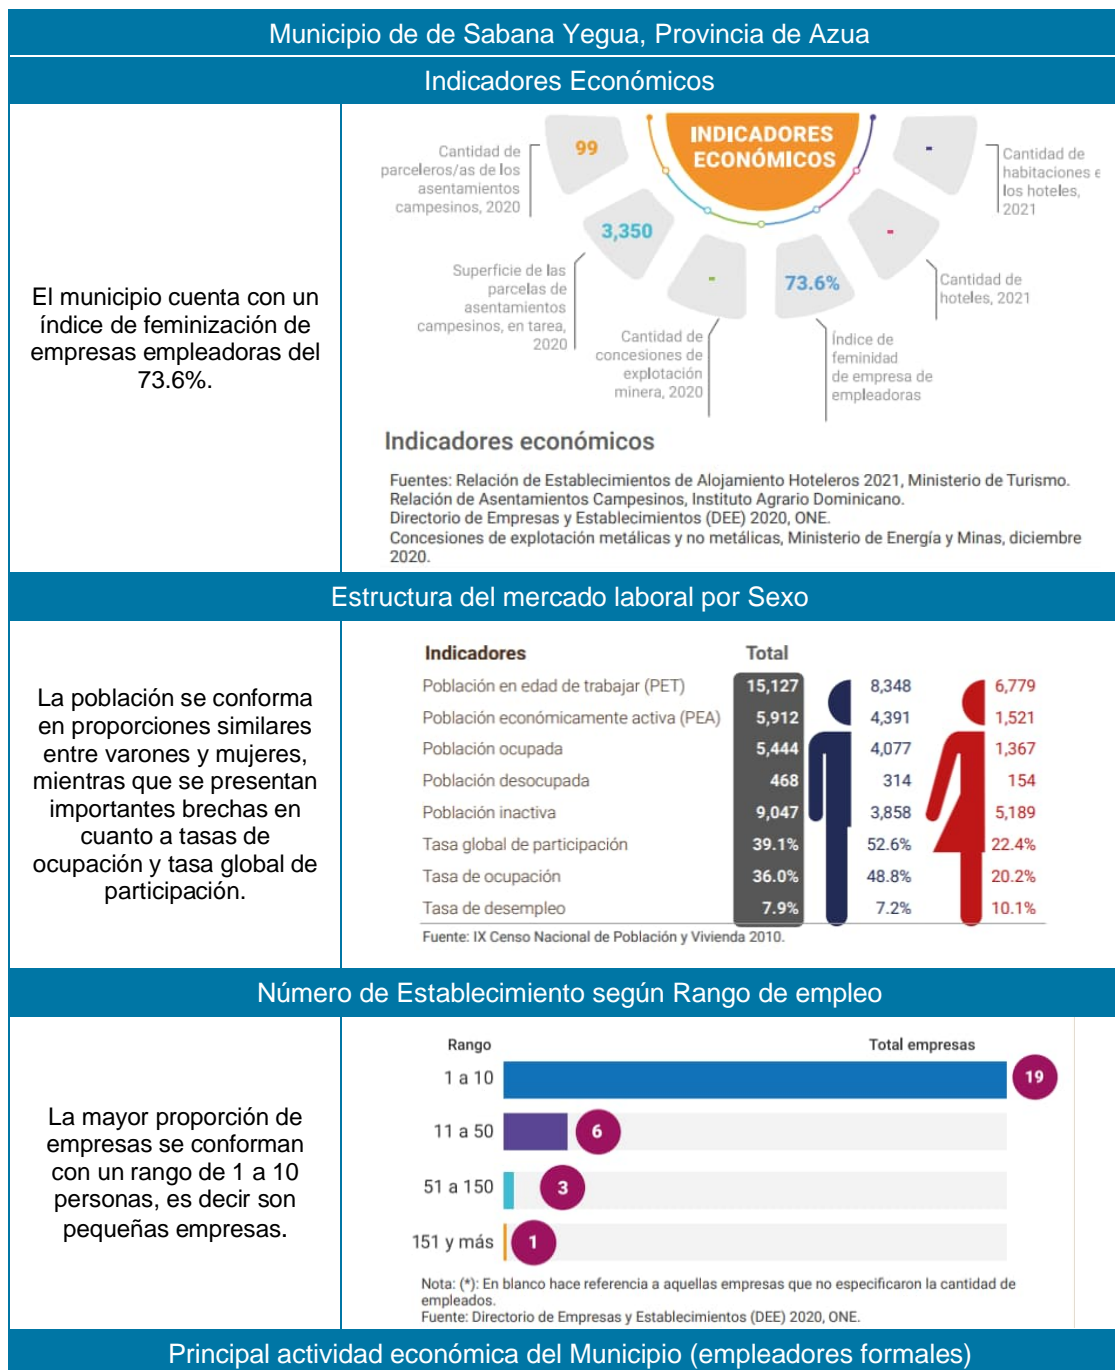 Municipio de de Sabana Yegua, Provincia de Azua
Indicadores Económicos
El municipio cuenta con un
índice de feminización de
empresas empleadoras del
73.6%.
INDICADORES
ECONÓMICOS
99
Cantidad de
parceleros/as de los
asentamientos
campesinos, 2020
3,350
Superficie de las
parcelas de
asentamientos
campesinos, en tarea,
2020
-
Cantidad de
concesiones de
explotación
minera, 2020
73.6%
Índice de
feminidad
de empresa de
empleadoras
-
Cantidad de
hoteles, 2021
-
Cantidad de
habitaciones e
los hoteles,
2021
Indicadores económicos
Fuentes: Relación de Establecimientos de Alojamiento Hoteleros 2021, Ministerio de Turismo.
Relación de Asentamientos Campesinos, Instituto Agrario Dominicano.
Directorio de Empresas y Establecimientos (DEE) 2020, ONE.
Concesiones de explotación metálicas y no metálicas, Ministerio de Energía y Minas, diciembre
2020.
Estructura del mercado laboral por Sexo
La población se conforma
en proporciones similares
entre varones y mujeres,
mientras que se presentan
importantes brechas en
cuanto a tasas de
ocupación y tasa global de
participación.
Indicadores Total
Población en edad de trabajar (PET) 15,127 8,348 6,779
Población económicamente activa (PEA) 5,912 4,391 1,521
Población ocupada 5,444 4,077 1,367
Población desocupada 468 314 154
Población inactiva 9,047 3,858 5,189
Tasa global de participación 39.1% 52.6% 22.4%
Tasa de ocupación 36.0% 48.8% 20.2%
Tasa de desempleo 7.9% 7.2% 10.1%
Fuente: IX Censo Nacional de Población y Vivienda 2010.
Número de Establecimiento según Rango de empleo
La mayor proporción de
empresas se conforman
con un rango de 1 a 10
personas, es decir son
pequeñas empresas.
Rango Total empresas
1 a 10 19
11 a 50 6
51 a 150 3
151 y más 1
Nota: (*): En blanco hace referencia a aquellas empresas que no especificaron la cantidad de
empleados.
Fuente: Directorio de Empresas y Establecimientos (DEE) 2020, ONE.
Principal actividad económica del Municipio (empleadores formales)